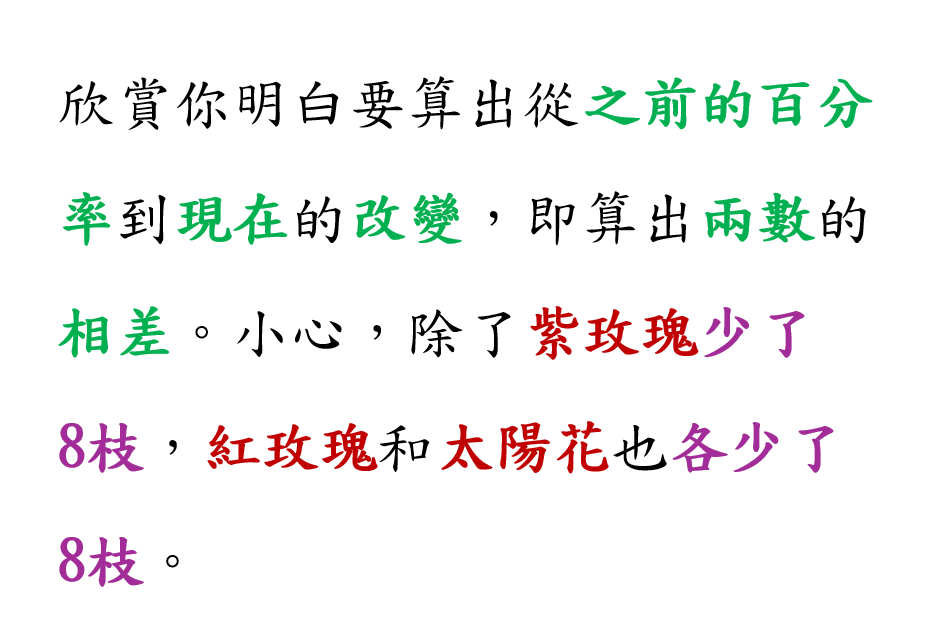 欣賞你明白要算出從之前的百分
率到現在的改變，即算出兩數的
相差。小心，除了紫玫瑰少了
8枝，紅玫瑰和太陽花也各少了
8枝。